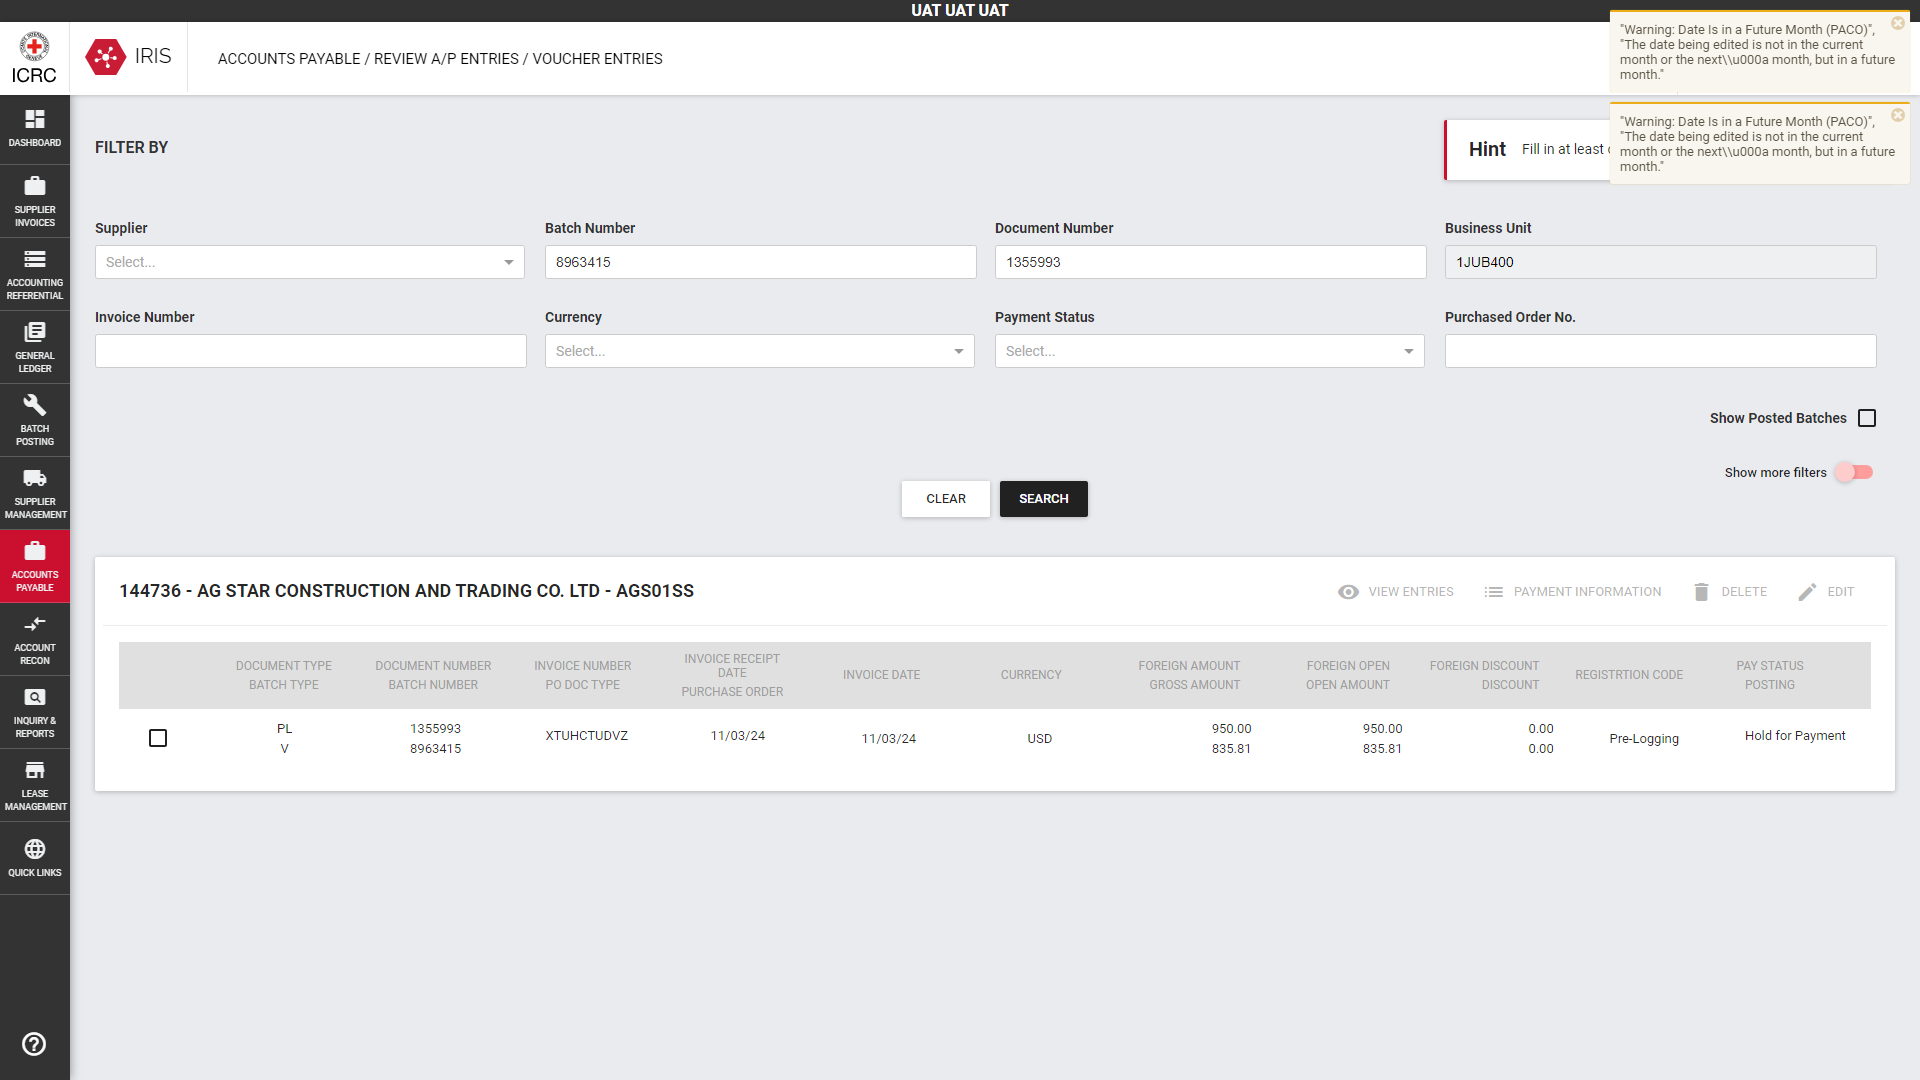 UAT UAT UAT
ICRC
IRIS
ACCOUNTS PAYABLE / REVIEW A/P ENTRIES / VOUCHER ENTRIES
"Warning: Date Is in a Future Month (PACO)",
"The date being edited is not in the current
month or the next\\u000a month, but in a future
month."
"Warning: Date Is in a Future Month (PACO)",
"The date being edited is not in the current
month or the next\\u000a month, but in a future
month."
DASHBOARD
SUPPLIER
INVOICES
ACCOUNTING
REFERENTIAL
GENERAL
LEDGER
BATCH
POSTING
SUPPLIER
MANAGEMENT
ACCOUNTS
PAYABLE
ACCOUNT
RECON
INQUIRY &
REPORTS
LEASE
MANAGEMENT
QUICK LINKS
FILTER BY
Hint Fill in at least
Supplier
Select...
Batch Number
8963415
Document Number
1355993
Business Unit
1JUB400
Invoice Number
Currency
Select...
Payment Status
Select...
Purchased Order No.
Show Posted Batches
Show more filters
CLEAR
SEARCH
144736 - AG STAR CONSTRUCTION AND TRADING CO. LTD - AGS01SS
VIEW ENTRIES
PAYMENT INFORMATION
DELETE
EDIT
DOCUMENT TYPE
BATCH TYPE
DOCUMENT NUMBER
BATCH NUMBER
INVOICE NUMBER
PO DOC TYPE
INVOICE RECEIPT
DATE
PURCHASE ORDER
INVOICE DATE
CURRENCY
FOREIGN AMOUNT
GROSS AMOUNT
FOREIGN OPEN
OPEN AMOUNT
FOREIGN DISCOUNT
DISCOUNT
REGISTRTION CODE
PAY STATUS
POSTING
PL
V
1355993
8963415
XTUHCTUDVZ
11/03/24
11/03/24
USD
950.00
835.81
950.00
835.81
0.00
0.00
Pre-Logging
Hold for Payment